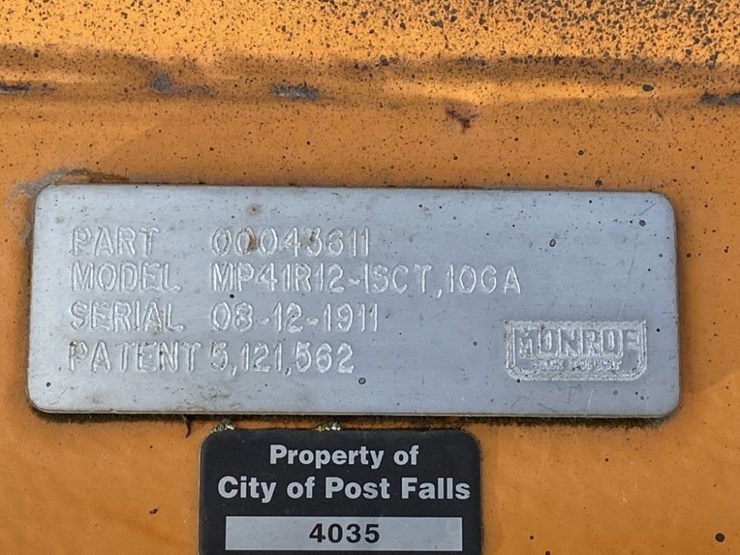 PART 00043611
MODEL MP41R12-ISCT,10GA
SERIAL 08-12-1911
PATENT 5,121,562
MONROE
Property of
City of Post Falls
4035